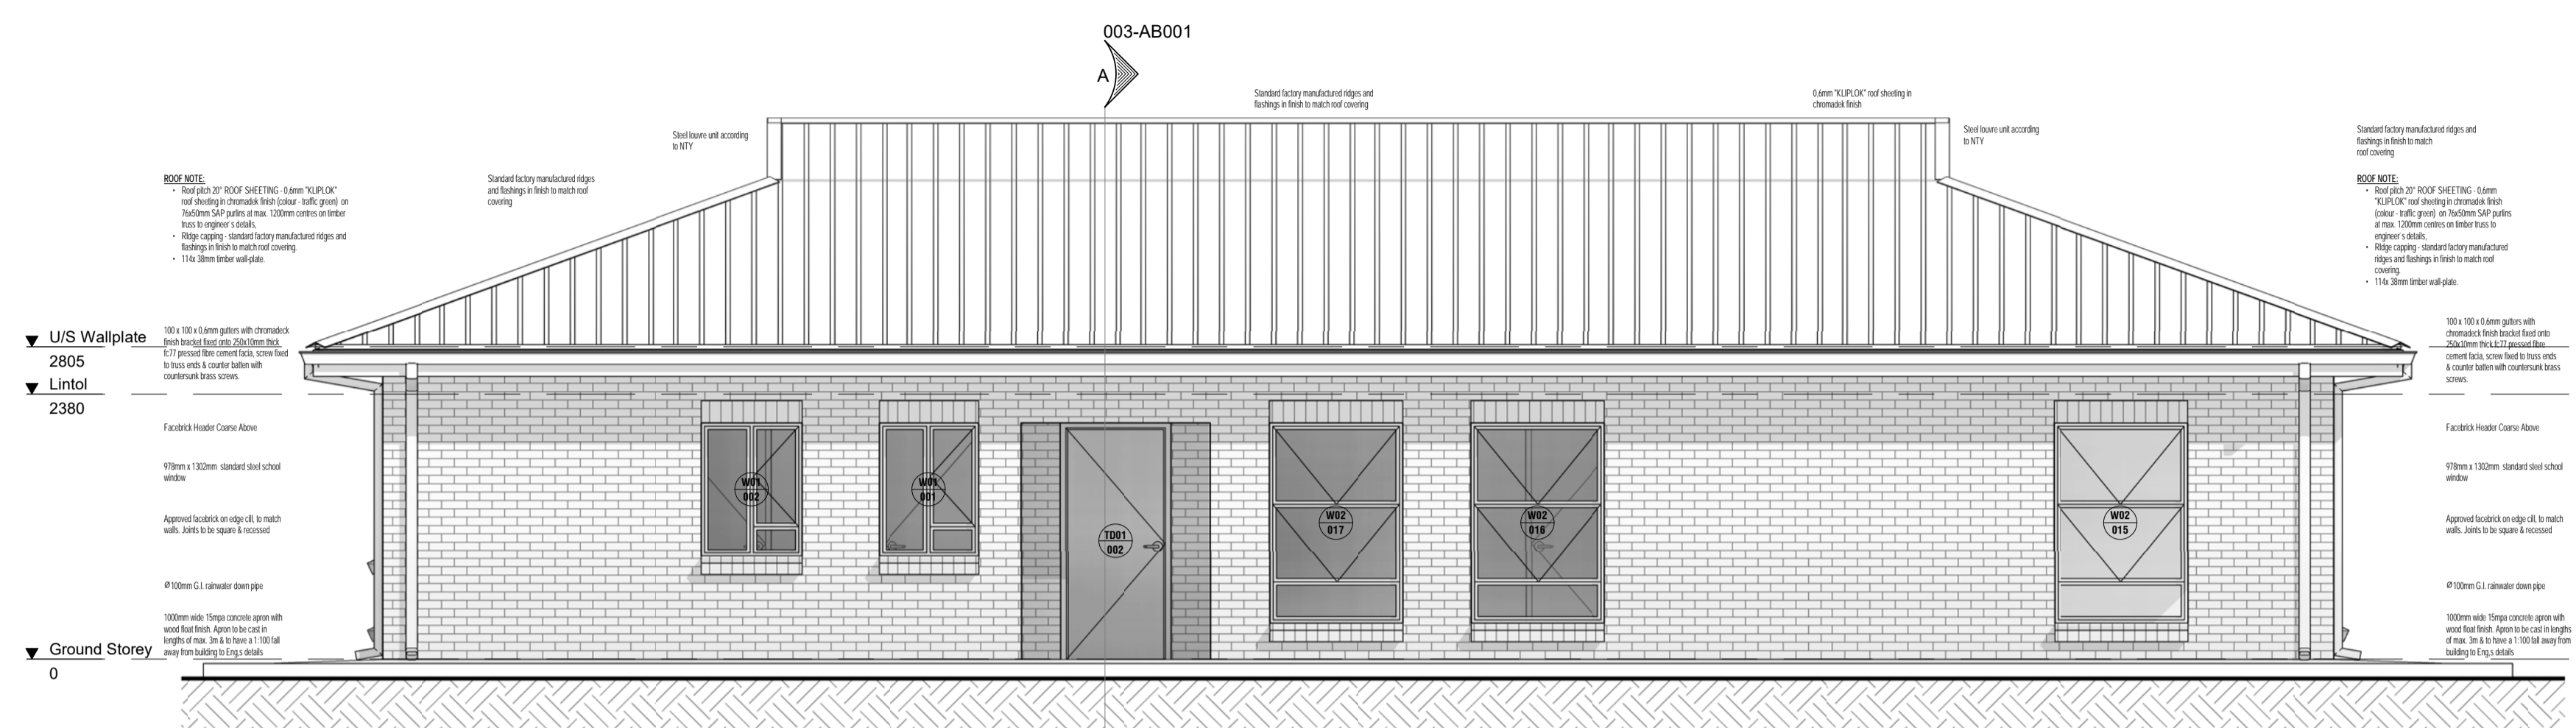 003-AB001
A
Standard factory manufactured ridges and
flashings in finish to match roof covering
0,6mm "KLIPLOK" roof sheeting in
chromadek finish
Steel louvre unit according
to NTY
Steel louvre unit according
to NTY
Standard factory manufactured ridges and
flashings in finish to match
roof covering
ROOF NOTE:
• Roof pitch 20° ROOF SHEETING - 0,6mm "KLIPLOK"
roof sheeting in chromadek finish (colour - traffic green) on
76x50mm SAP purlins at max. 1200mm centres on timber
truss to engineer`s details,
• Ridge capping - standard factory manufactured ridges and
flashings in finish to match roof covering.
• 114x 38mm timber wall-plate.
Standard factory manufactured ridges
and flashings in finish to match roof
covering
ROOF NOTE:
• Roof pitch 20° ROOF SHEETING - 0,6mm
"KLIPLOK" roof sheeting in chromadek finish
(colour - traffic green) on 76x50mm SAP purlins
at max. 1200mm centres on timber truss to
engineer`s details,
• Ridge capping - standard factory manufactured
ridges and flashings in finish to match roof
covering.
• 114x 38mm timber wall-plate.
U/S Wallplate
2805
Lintol
2380
100 x 100 x 0,6mm gutters with chromadeck
finish bracket fixed onto 250x10mm thick
fc77 pressed fibre cement facia, screw fixed
to truss ends & counter batten with
countersunk brass screws.
100 x 100 x 0,6mm gutters with
chromadeck finish bracket fixed onto
250x10mm thick fc77 pressed fibre
cement facia, screw fixed to truss ends
& counter batten with countersunk brass
screws.
Facebrick Header Coarse Above
978mm x 1302mm standard steel school
window
Approved facebrick on edge cill, to match
walls. Joints to be square & recessed
Ø100mm G.I. rainwater down pipe
1000mm wide 15mpa concrete apron with
wood float finish. Apron to be cast in
lengths of max. 3m & to have a 1:100 fall
away from building to Eng,s details
Ground Storey
0
W01
002
W01
001
TD01
002
W02
017
W02
016
W02
015
Facebrick Header Coarse Above
978mm x 1302mm standard steel school
window
Approved facebrick on edge cill, to match
walls. Joints to be square & recessed
Ø100mm G.I. rainwater down pipe
1000mm wide 15mpa concrete apron with
wood float finish. Apron to be cast in lengths
of max. 3m & to have a 1:100 fall away from
building to Eng,s details